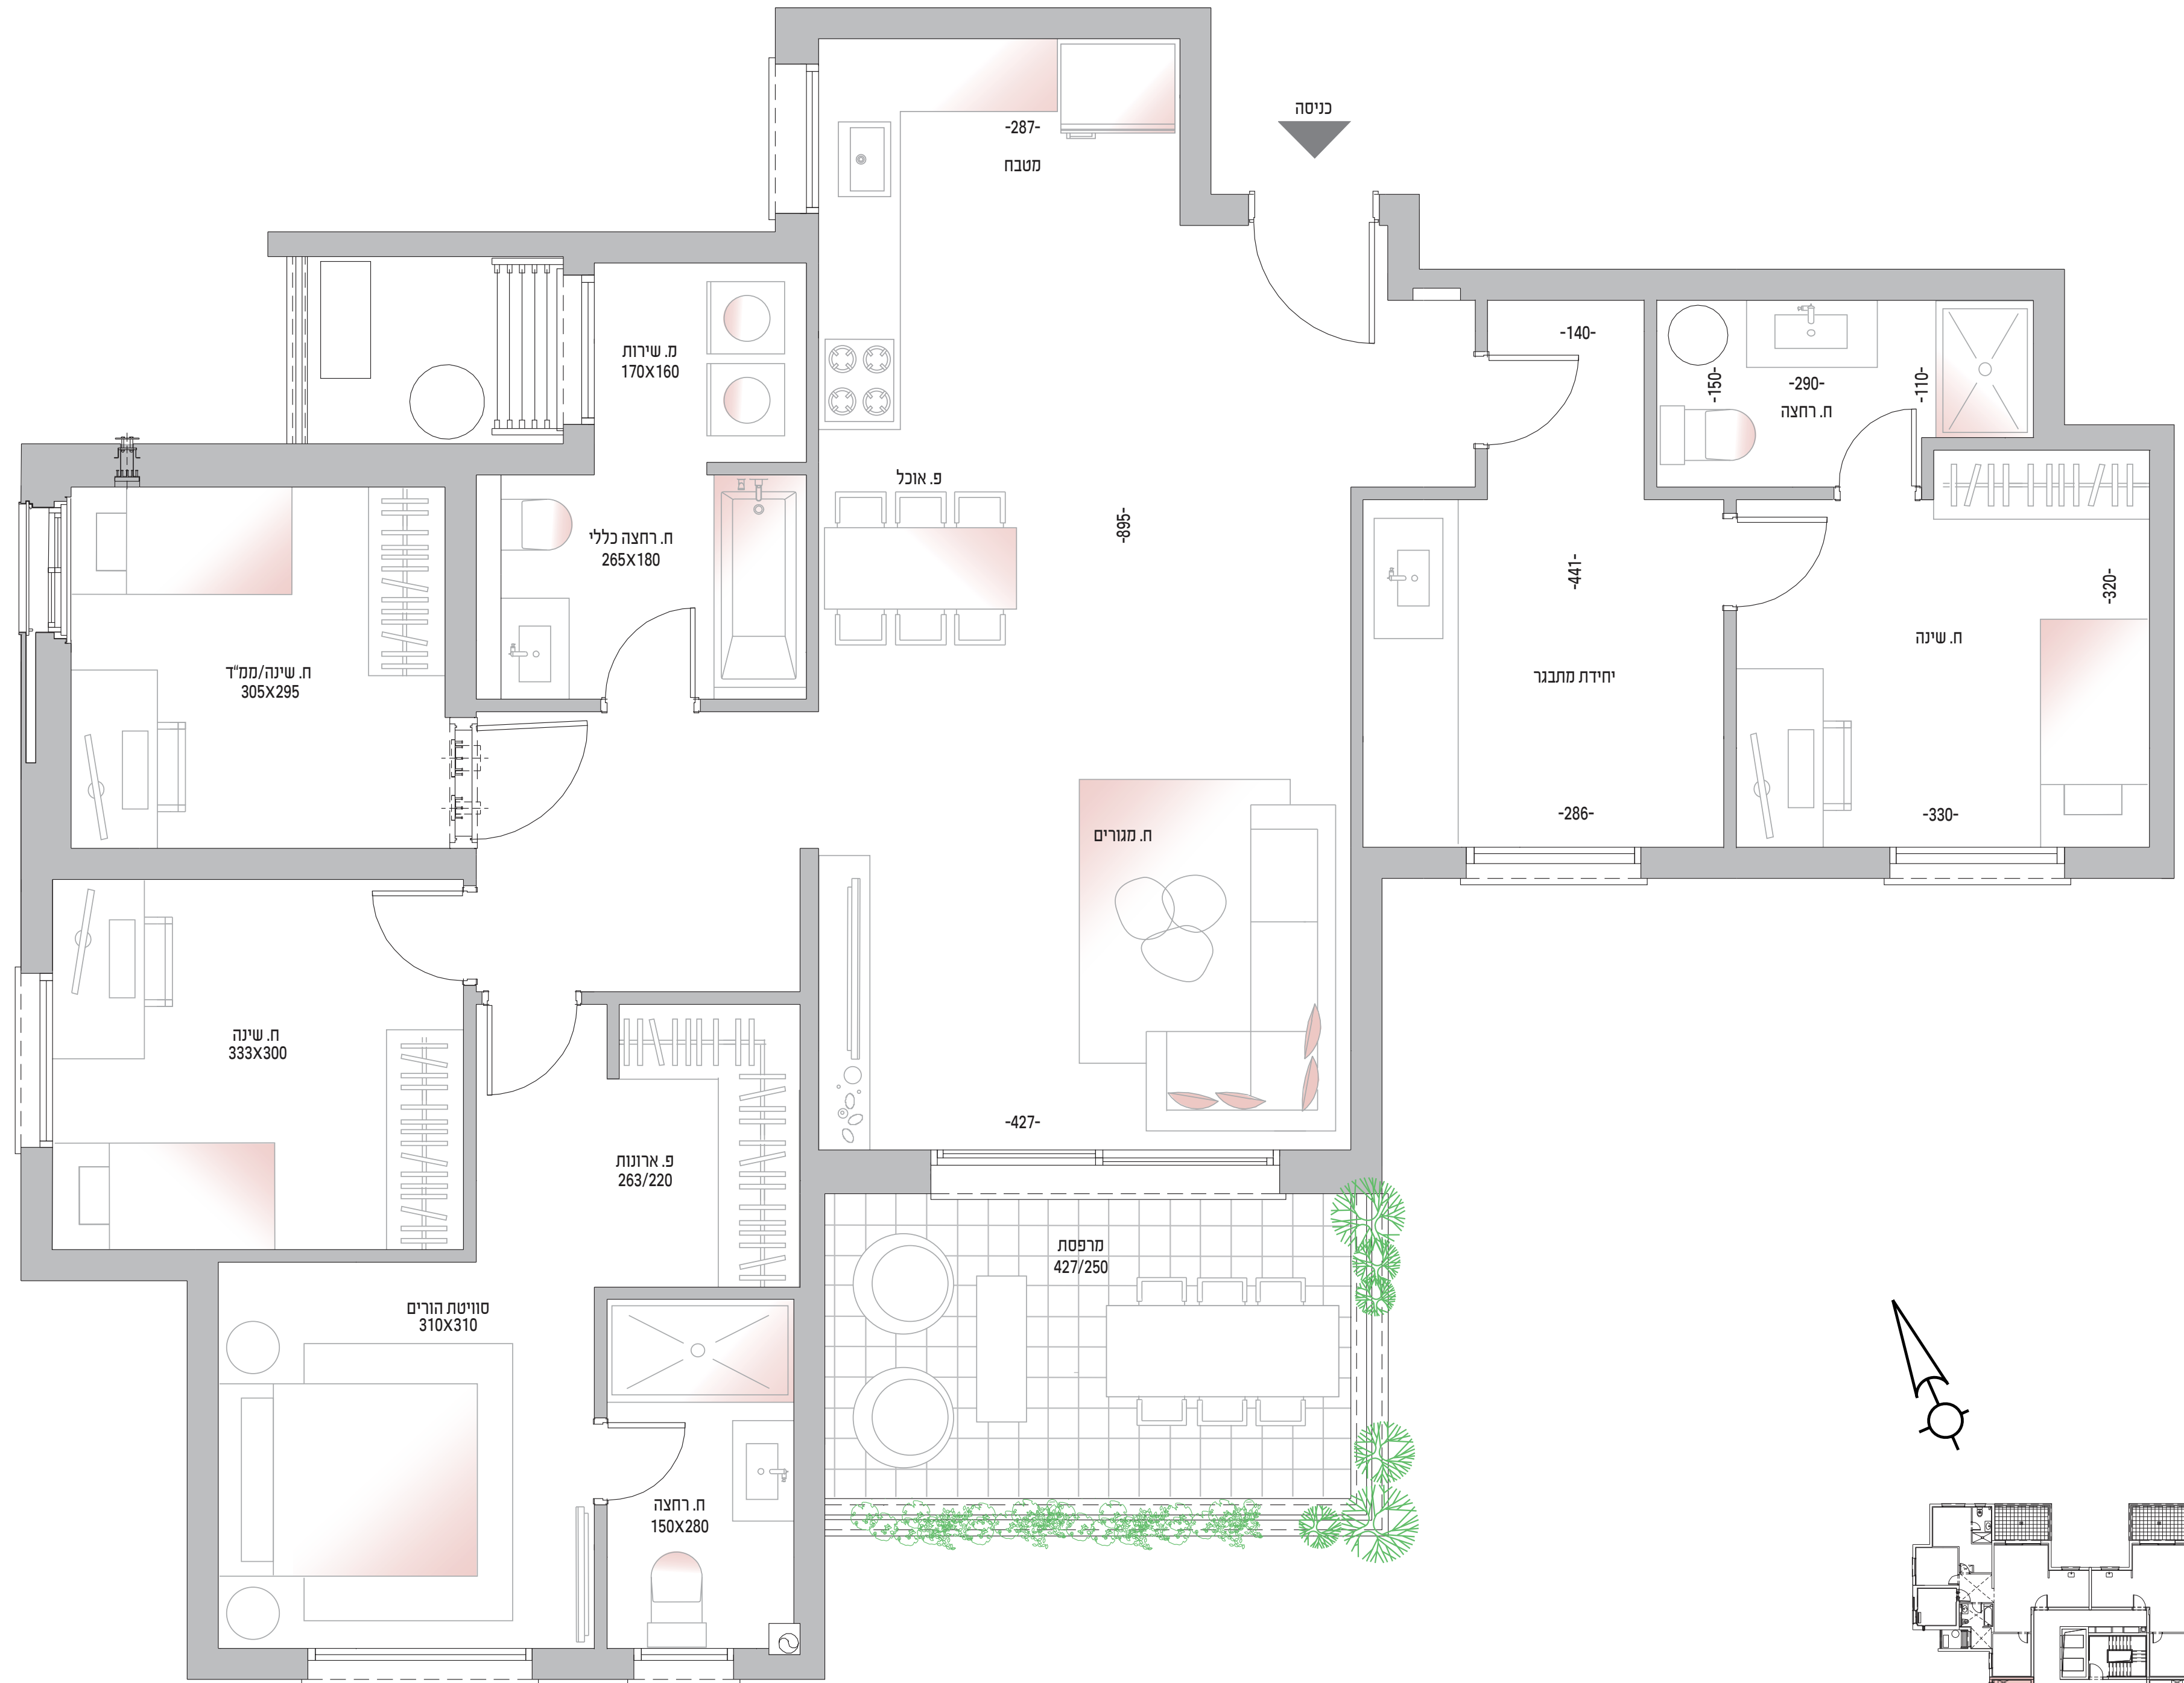 כניסה
-287-
מטבח
-140-
מ. שירות
170X160
-150-
-290-
ח. רחצה
-110-
פ. אוכל
-895-
ח. רחצה כללי
265X180
-441-
-320-
ח. שינה
ח. שינה/ממ"ד
305X295
יחידת מתבגר
-286-
-330-
ח. מגורים
ח. שינה
333X300
-427-
פ. ארונות
263/220
מרפסת
427/250
סוויטת הורים
310X310
ח. רחצה
150X280